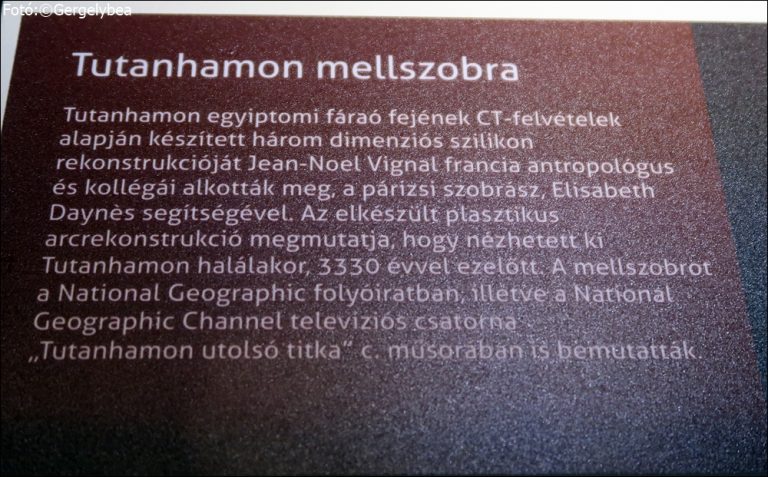 Fotó:©Gergelybea
Tutanhamon mellszobra
Tutanhamon egyiptomi fáraó fejének CT-felvételek
alapján készített három dimenziós szilikon
rekonstrukcióját Jean-Noel Vignal francia antropológus
és kollégái alkották meg, a párizsi szobrász, Elisabeth
Daynès segítségével. Az elkészült plasztikus
arcrekonstrukció megmutatja, hogy nézhetett ki
Tutanhamon halálakor, 3330 évvel ezelőtt. A mellszobrot
a National Geographic folyóiratban, illetve a National
Geographic Channel televíziós csatorna
„Tutanhamon utolsó titka” c. műsorában is bemutatták.